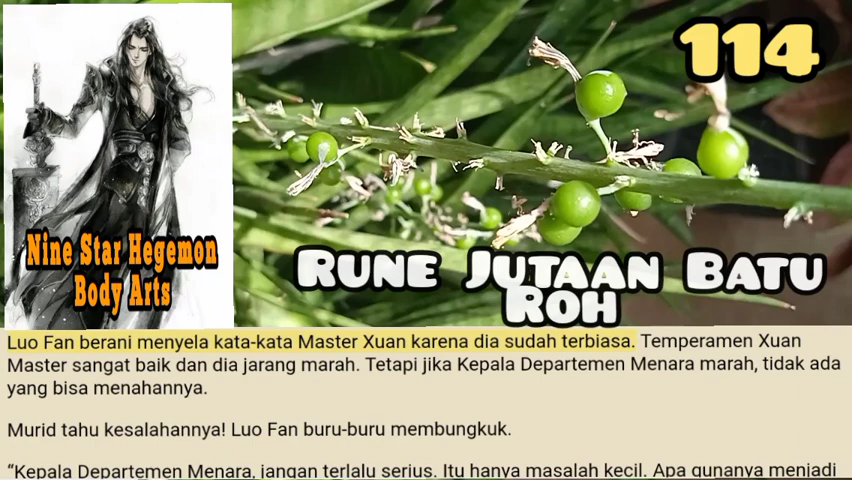 114
Nine Star Hegemon
Body Arts
Rune Jutaan Batu
Roh
Luo Fan berani menyela kata-kata Master Xuan karena dia sudah terbiasa. Temperamen Xuan
Master sangat baik dan dia jarang marah. Tetapi jika Kepala Departemen Menara marah, tidak ada
yang bisa menahannya.
Murid tahu kesalahannya! Luo Fan buru-buru membungkuk.
“Kepala Departemen Menara, jangan terlalu serius. Itu hanya masalah kecil. Apa gunanya menjadi